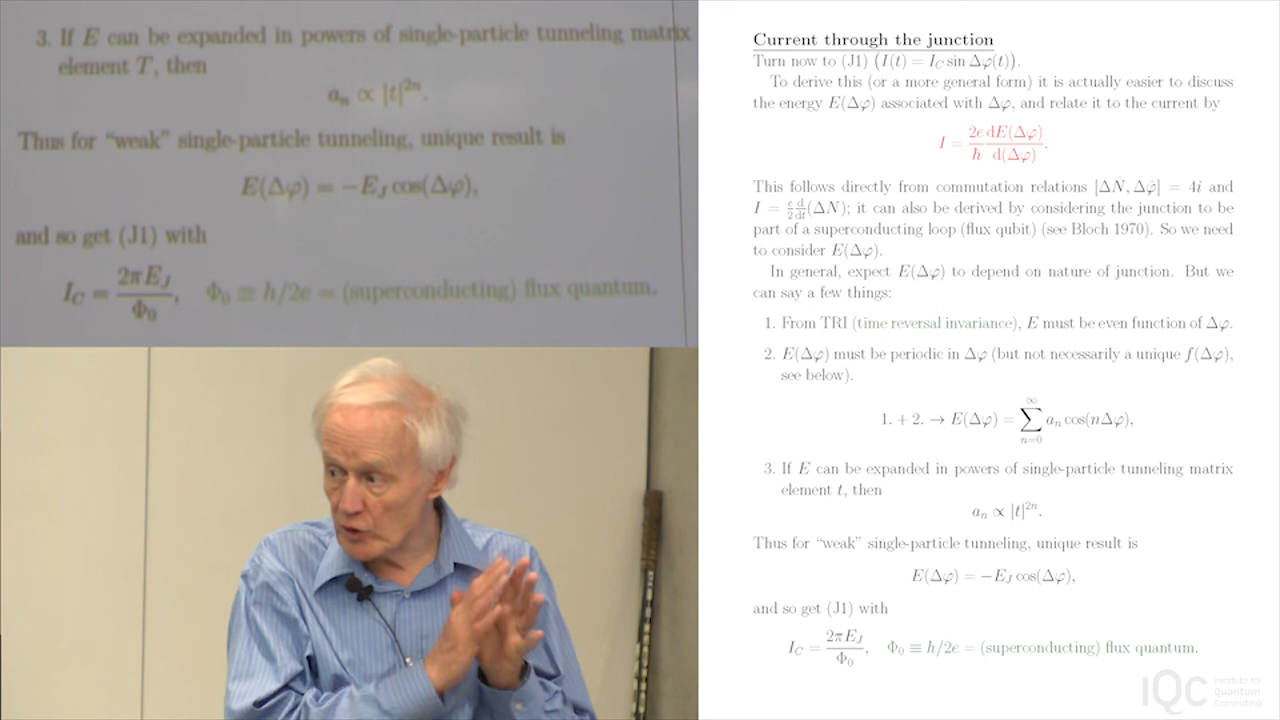 3. If E can be expanded in powers of single-particle tunneling matrix
element T, then
aₙ ∝ |t|²ⁿ.
Thus for “weak” single-particle tunneling, unique result is
E(Δφ) = −E_J cos(Δφ),
and so get (J1) with
I_C = 2πE_J/Φ₀, Φ₀ ≡ h/2e = (superconducting) flux quantum.
Current through the junction
Turn now to (J1) (I(t) = I_C sin Δφ(t)).
To derive this (or a more general form) it is actually easier to discuss
the energy E(Δφ) associated with Δφ, and relate it to the current by
I = 2e/h dE(Δφ)/d(Δφ).
This follows directly from commutation relations [ΔN̂, Δφ̂] = 4i and
I = e/2 d/dt(ΔN); it can also be derived by considering the junction to be
part of a superconducting loop (flux qubit) (see Bloch 1970). So we need
to consider E(Δφ).
In general, expect E(Δφ) to depend on nature of junction. But we
can say a few things:
1. From TRI (time reversal invariance), E must be even function of Δφ.
2. E(Δφ) must be periodic in Δφ (but not necessarily a unique f(Δφ),
see below).
1. + 2. → E(Δφ) = ∑_{n=0}^{∞} aₙ cos(nΔφ),
3. If E can be expanded in powers of single-particle tunneling matrix
element t, then
aₙ ∝ |t|²ⁿ.
Thus for “weak” single-particle tunneling, unique result is
E(Δφ) = −E_J cos(Δφ),
and so get (J1) with
I_C = 2πE_J/Φ₀, Φ₀ ≡ h/2e = (superconducting) flux quantum.
IQC Institute for
Quantum
Computing